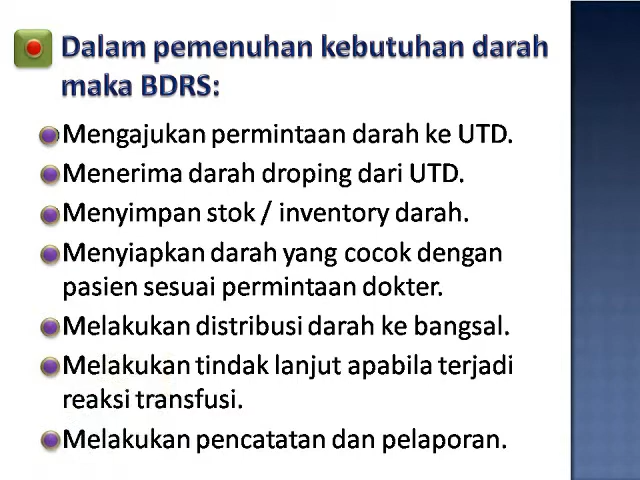 Dalam pemenuhan kebutuhan darah
maka BDRS:
Mengajukan permintaan darah ke UTD.
Menerima darah droping dari UTD.
Menyimpan stok / inventory darah.
Menyiapkan darah yang cocok dengan
pasien sesuai permintaan dokter.
Melakukan distribusi darah ke bangsal.
Melakukan tindak lanjut apabila terjadi
reaksi transfusi.
Melakukan pencatatan dan pelaporan.